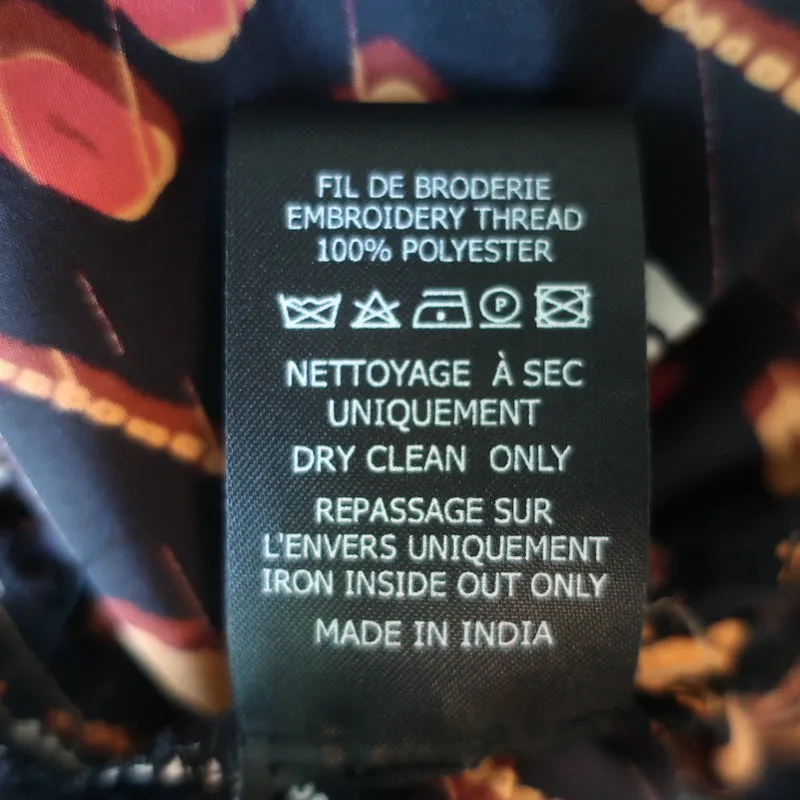 FIL DE BRODERIE
EMBROIDERY THREAD
100% POLYESTER
P
NETTOYAGE À SEC
UNIQUEMENT
DRY CLEAN ONLY
REPASSAGE SUR
L'ENVERS UNIQUEMENT
IRON INSIDE OUT ONLY
MADE IN INDIA